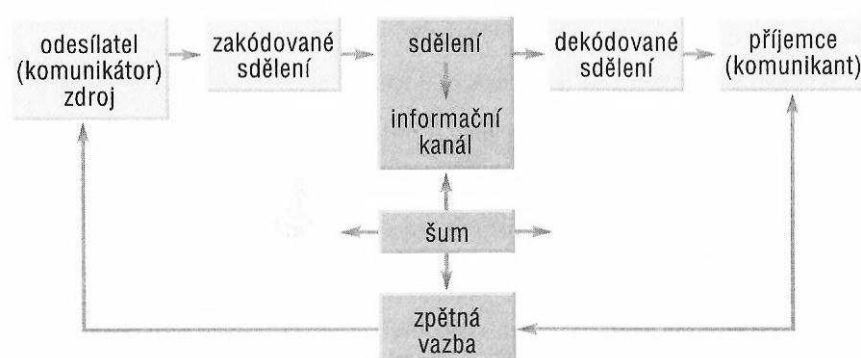 odesílatel
(komunikátor)
zdroj
zakódované
sdělení
sdělení
informační
kanál
dekódované
sdělení
příjemce
(komunikant)
šum
zpětná
vazba